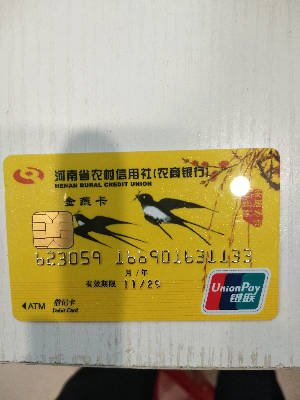 河南省农村信用社(农商银行)
HENAN RURAL CREDIT UNION
金燕卡
月/年
有效期限 11/29
ATM 借记卡
Debit Card
UnionPay
银联